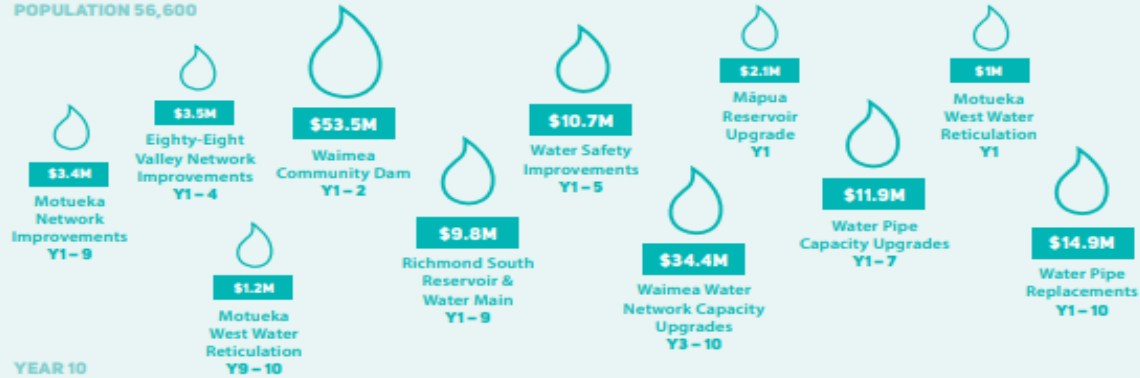 POPULATION 56,600
$3.4M
Motueka
Network
Improvements
Y1 – 9
$3.5M
Eighty-Eight
Valley Network
Improvements
Y1 – 4
$1.2M
Motueka
West Water
Reticulation
Y9 – 10
$53.5M
Waimea
Community Dam
Y1 – 2
$9.8M
Richmond South
Reservoir &
Water Main
Y1 – 9
$10.7M
Water Safety
Improvements
Y1 – 5
$34.4M
Waimea Water
Network Capacity
Upgrades
Y3 – 10
$2.1M
Māpua
Reservoir
Upgrade
Y1
$11.9M
Water Pipe
Capacity Upgrades
Y1 – 7
$1M
Motueka
West Water
Reticulation
Y1
$14.9M
Water Pipe
Replacements
Y1 – 10
YEAR 10